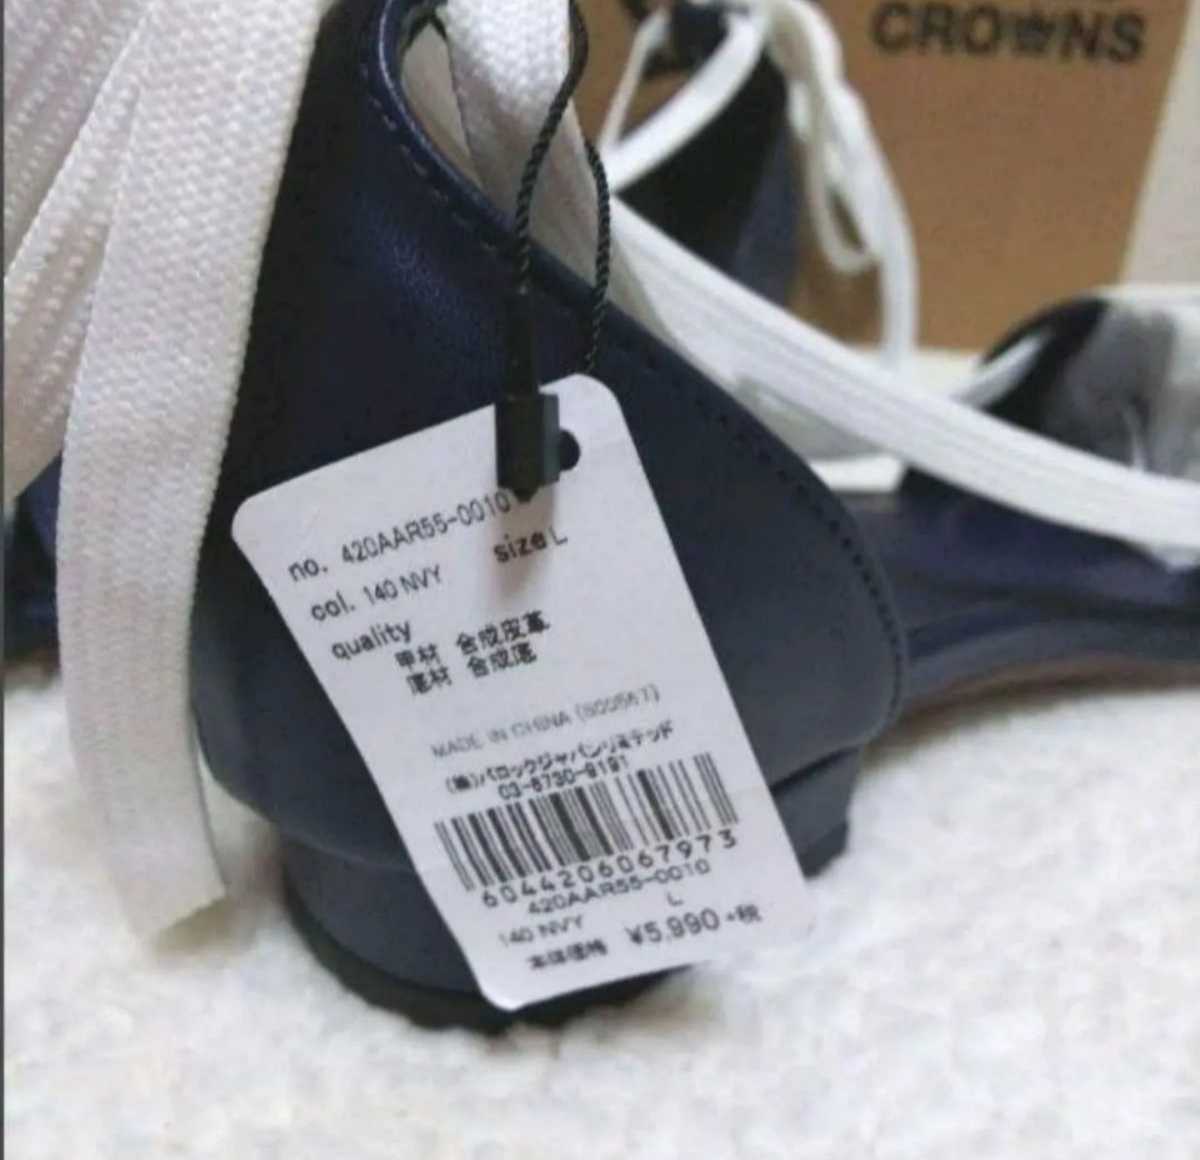 CROWNS
no. 420AAR55-0010
size L
col. 140 NVY
quality
甲材 合成皮革
底材 合成底
MADE IN CHINA (500567)
(株)バロックジャパンリミテッド
03-6730-9191
6044206067973
420AAR55-0010
140 NVY L
本体価格 ¥5,990+税